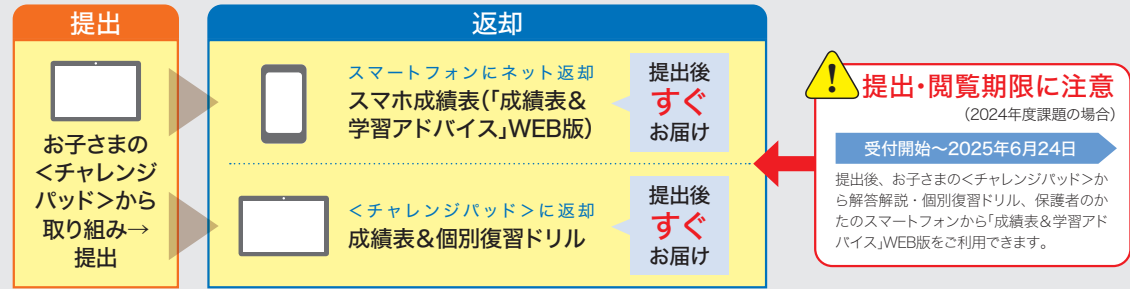 提出
お子さまの
<チャレンジ
パッド>から
取り組み→
提出
返却
スマートフォンにネット返却
スマホ成績表(「成績表&
学習アドバイス」WEB版)
提出後
すぐ
お届け
<チャレンジパッド>に返却
成績表&個別復習ドリル
提出後
すぐ
お届け
!
提出・閲覧期限に注意
(2024年度課題の場合)
受付開始〜2025年6月24日
提出後、お子さまの<チャレンジパッド>か
ら解答解説・個別復習ドリル、保護者のか
たのスマートフォンから「成績表&学習アド
バイス」WEB版をご利用できます。